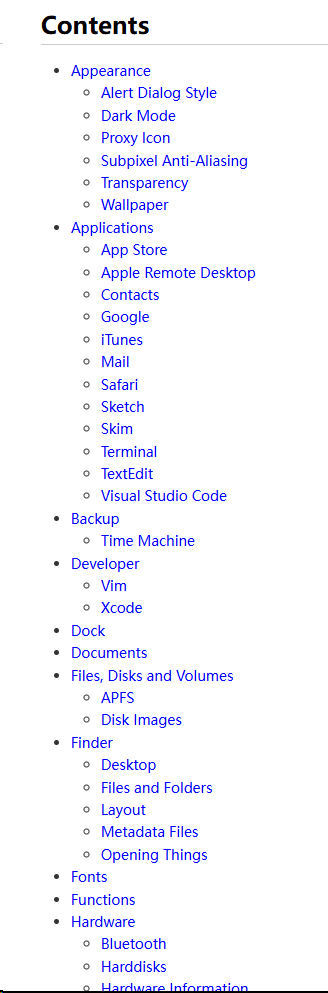 Contents
Appearance
Alert Dialog Style
Dark Mode
Proxy Icon
Subpixel Anti-Aliasing
Transparency
Wallpaper
Applications
App Store
Apple Remote Desktop
Contacts
Google
iTunes
Mail
Safari
Sketch
Skim
Terminal
TextEdit
Visual Studio Code
Backup
Time Machine
Developer
Vim
Xcode
Dock
Documents
Files, Disks and Volumes
APFS
Disk Images
Finder
Desktop
Files and Folders
Layout
Metadata Files
Opening Things
Fonts
Functions
Hardware
Bluetooth
Harddisks
Hardware Information